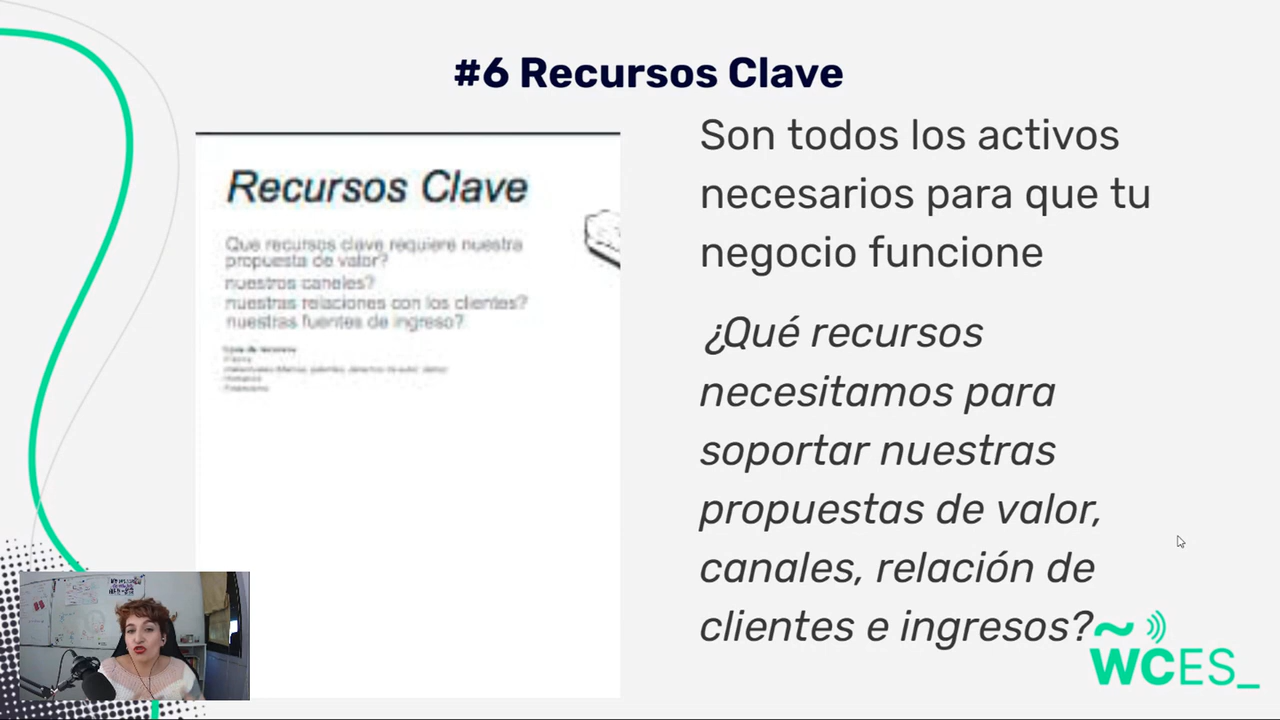 #6 Recursos Clave
Recursos Clave
Que recursos clave requiere nuestra
propuesta de valor?
nuestros canales?
nuestras relaciones con los clientes?
nuestras fuentes de ingreso?
Son todos los activos
necesarios para que tu
negocio funcione
¿Qué recursos
necesitamos para
soportar nuestras
propuestas de valor,
canales, relación de
clientes e ingresos?
WCES_